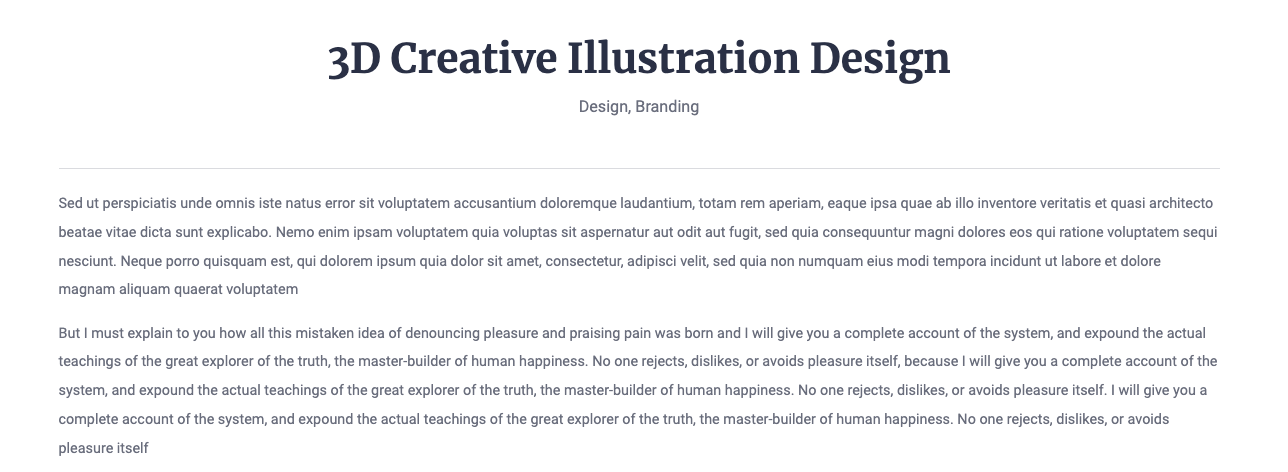 3D Creative Illustration Design
Design, Branding
Sed ut perspiciatis unde omnis iste natus error sit voluptatem accusantium doloremque laudantium, totam rem aperiam, eaque ipsa quae ab illo inventore veritatis et quasi architecto
beatae vitae dicta sunt explicabo. Nemo enim ipsam voluptatem quia voluptas sit aspernatur aut odit aut fugit, sed quia consequuntur magni dolores eos qui ratione voluptatem sequi
nesciunt. Neque porro quisquam est, qui dolorem ipsum quia dolor sit amet, consectetur, adipisci velit, sed quia non numquam eius modi tempora incidunt ut labore et dolore
magnam aliquam quaerat voluptatem
But I must explain to you how all this mistaken idea of denouncing pleasure and praising pain was born and I will give you a complete account of the system, and expound the actual
teachings of the great explorer of the truth, the master-builder of human happiness. No one rejects, dislikes, or avoids pleasure itself, because I will give you a complete account of the
system, and expound the actual teachings of the great explorer of the truth, the master-builder of human happiness. No one rejects, dislikes, or avoids pleasure itself. I will give you a
complete account of the system, and expound the actual teachings of the great explorer of the truth, the master-builder of human happiness. No one rejects, dislikes, or avoids
pleasure itself